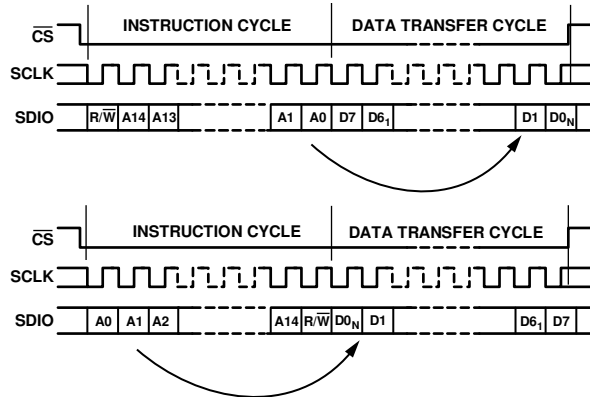 INSTRUCTION CYCLE DATA TRANSFER CYCLE
CS
SCLK
SDIO R/W A14 A13 A1 A0 D7 D6₁ D1 D0N
INSTRUCTION CYCLE DATA TRANSFER CYCLE
CS
SCLK
SDIO A0 A1 A2 A14 R/W D0N D1 D6₁ D7